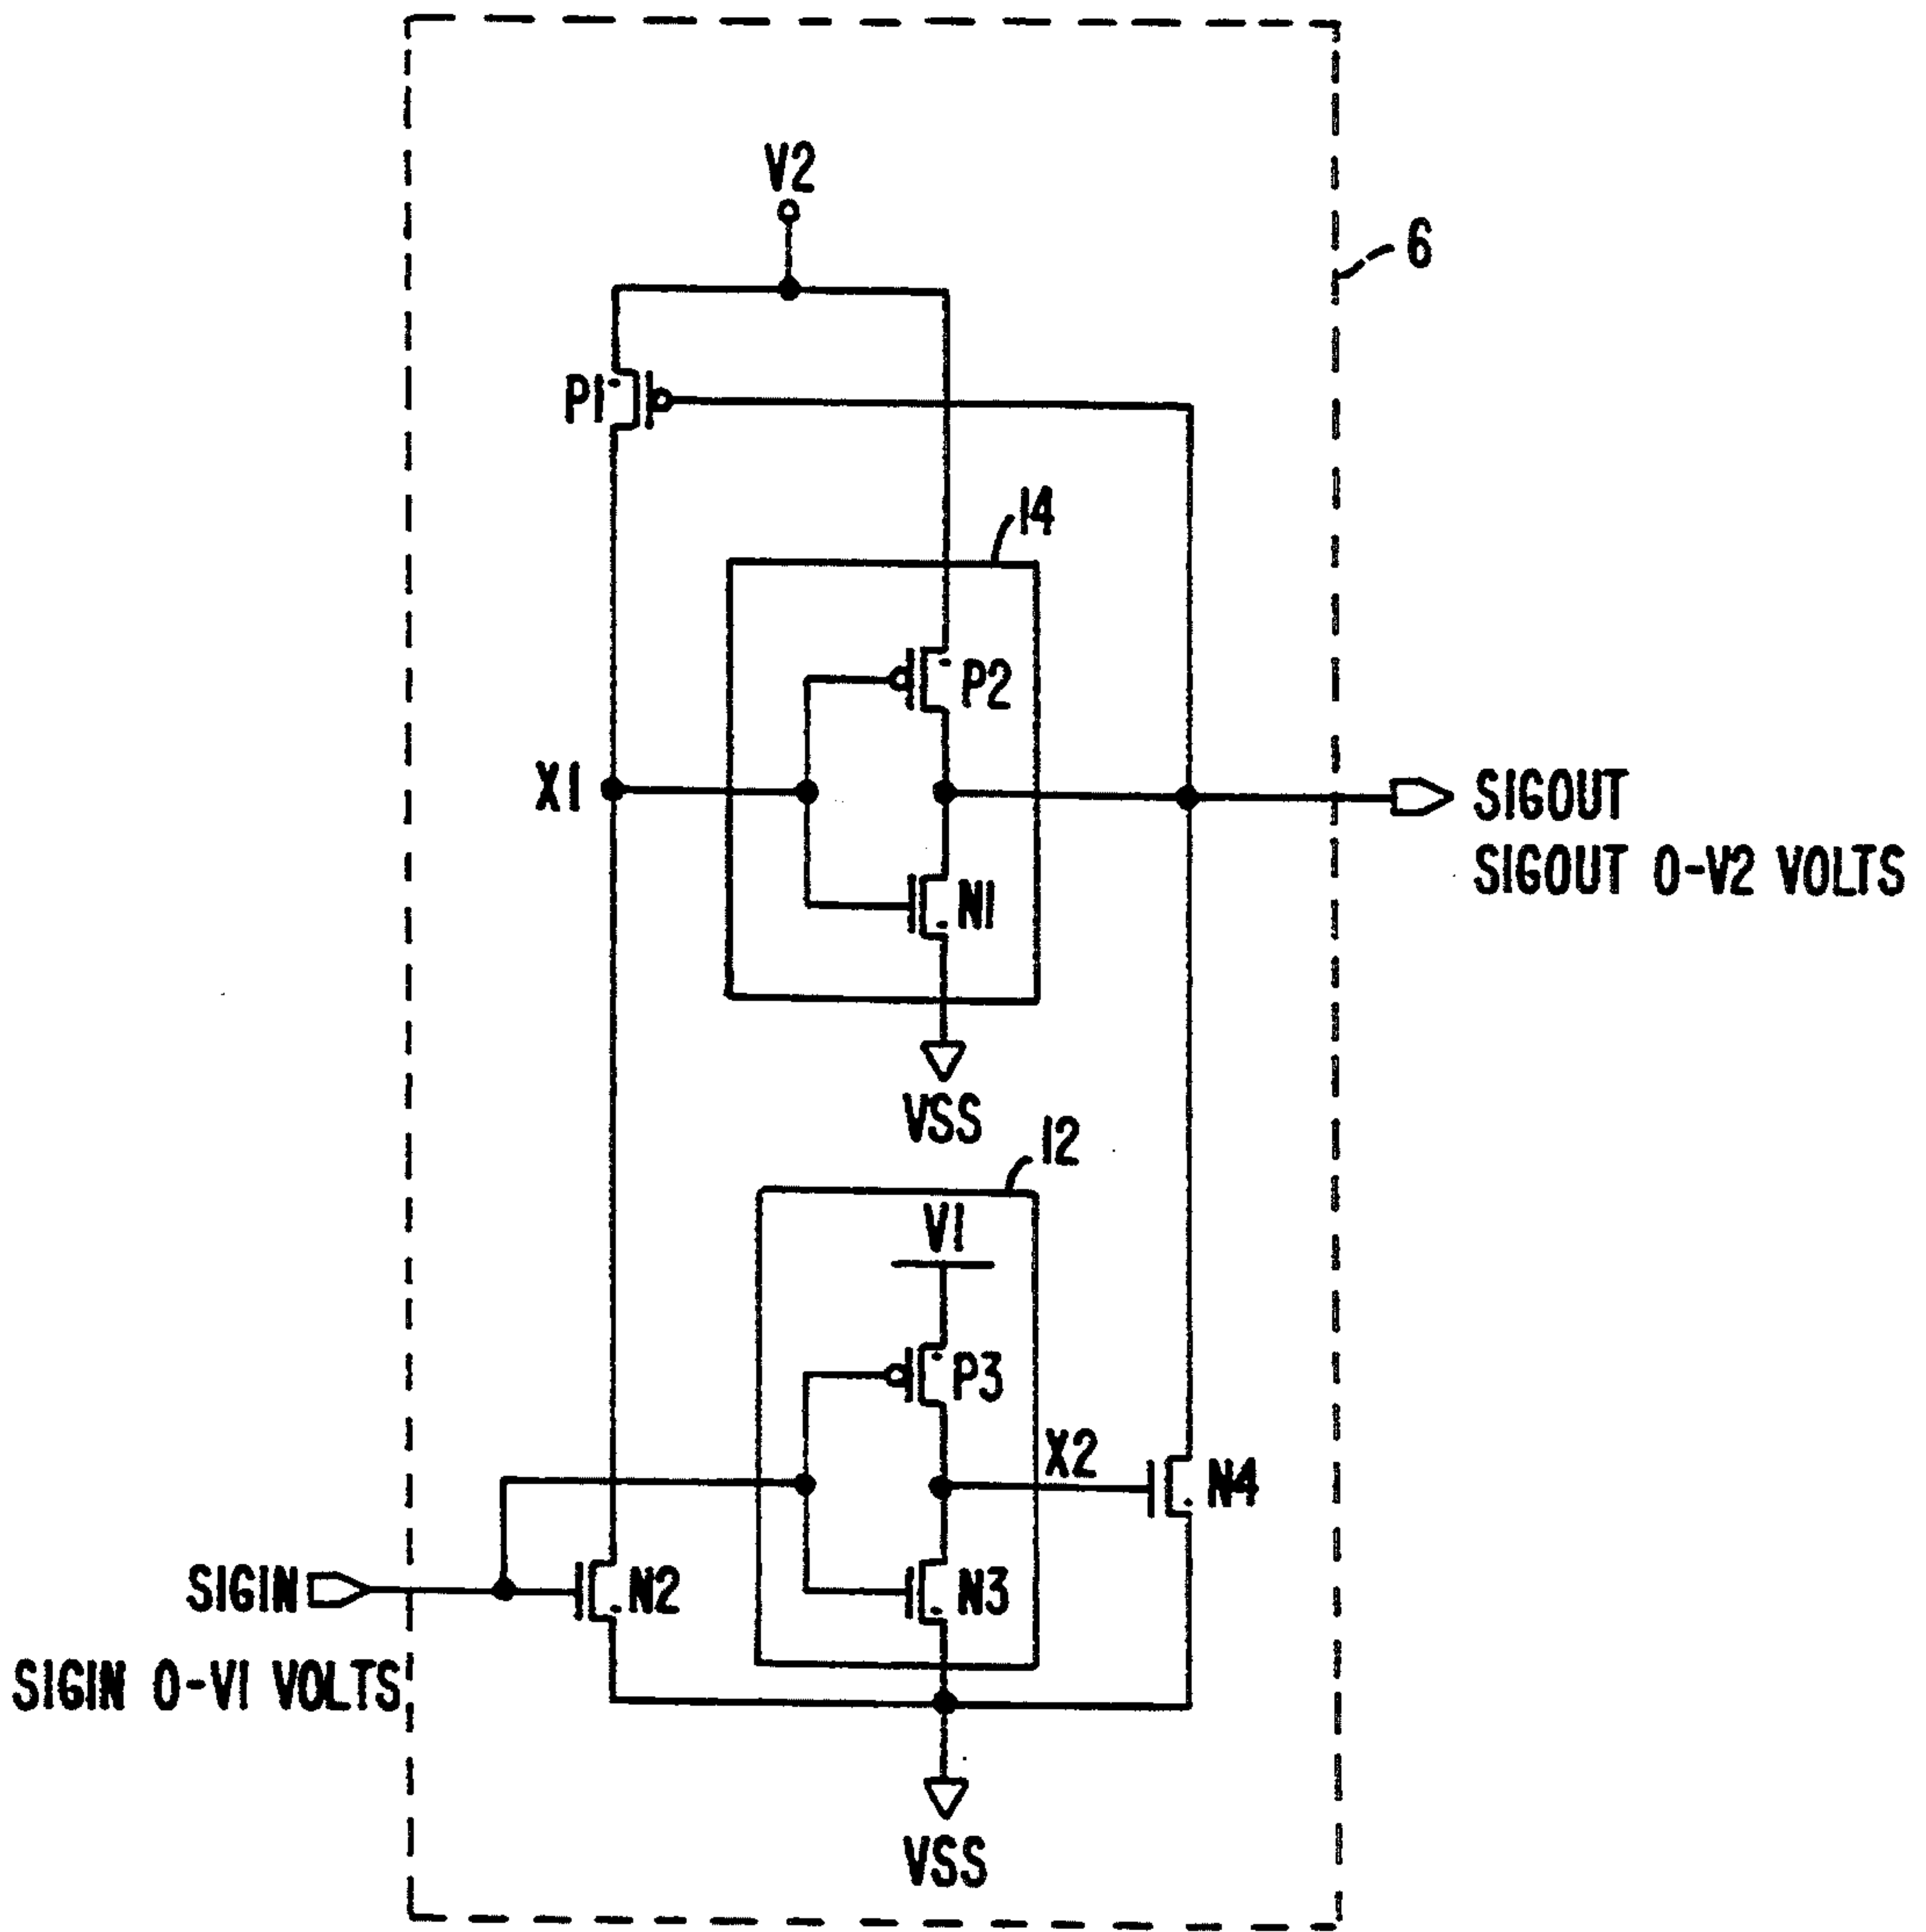 V2
6
P1
14
P2
X1
SIGOUT
SIGOUT 0-V2 VOLTS
N1
VSS
12
V1
P3
X2
N4
SIGIN
N2
N3
SIGIN 0-V1 VOLTS
VSS